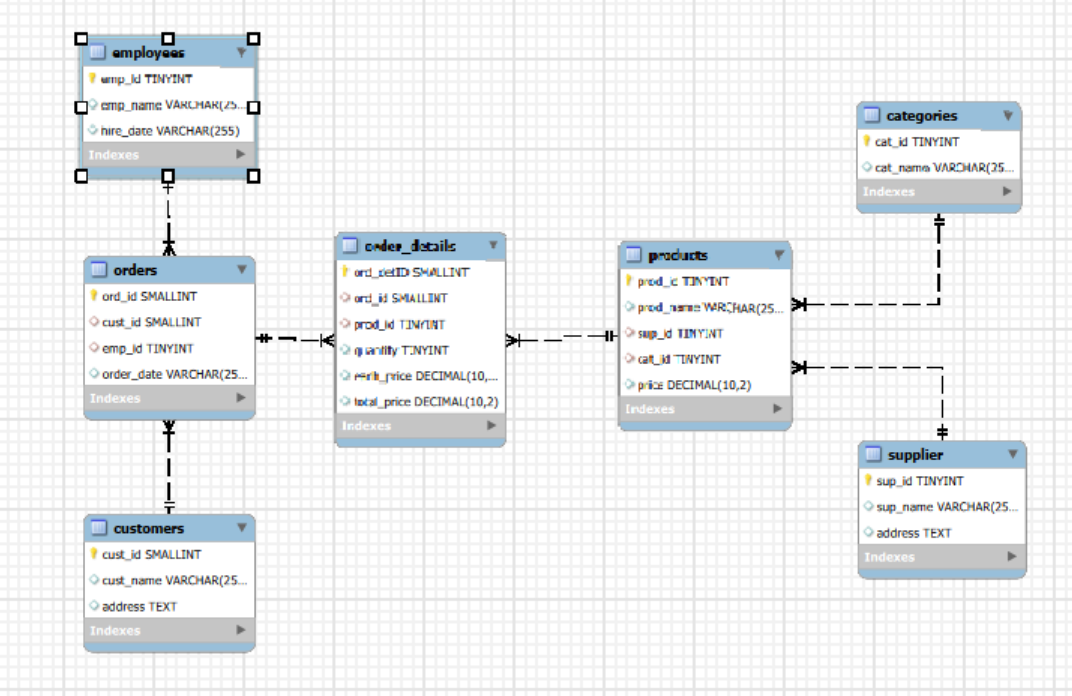 employees
emp_id TINYINT
emp_name VARCHAR(25...
hire_date VARCHAR(255)
Indexes
orders
ord_id SMALLINT
cust_id SMALLINT
emp_id TINYINT
order_date VARCHAR(25...
Indexes
customers
cust_id SMALLINT
cust_name VARCHAR(25...
address TEXT
Indexes
order_details
ord_detID SMALLINT
ord_id SMALLINT
prod_id TINYINT
quantity TINYINT
DECIMAL(10,...
total_price DECIMAL(10,2)
Indexes
products
prod_id TINYINT
prod_name VARCHAR(25...
sup_id TINYINT
cat_id TINYINT
price DECIMAL(10,2)
Indexes
categories
cat_id TINYINT
cat_name VARCHAR(25...
Indexes
supplier
sup_id TINYINT
sup_name VARCHAR(25...
address TEXT
Indexes